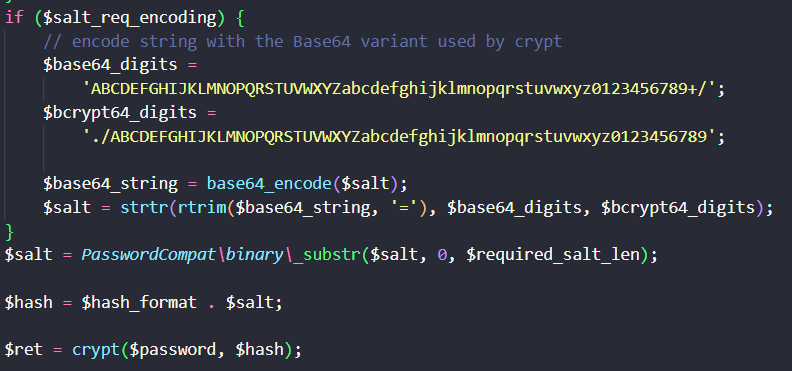 if ($salt_req_encoding) {
// encode string with the Base64 variant used by crypt
$base64_digits =
'ABCDEFGHIJKLMNOPQRSTUVWXYZabcdefghijklmnopqrstuvwxyz0123456789+/';
$bcrypt64_digits =
'./ABCDEFGHIJKLMNOPQRSTUVWXYZabcdefghijklmnopqrstuvwxyz0123456789';
$base64_string = base64_encode($salt);
$salt = strtr(rtrim($base64_string, '='), $base64_digits, $bcrypt64_digits);
}
$salt = PasswordCompat\binary\_substr($salt, 0, $required_salt_len);
$hash = $hash_format . $salt;
$ret = crypt($password, $hash);